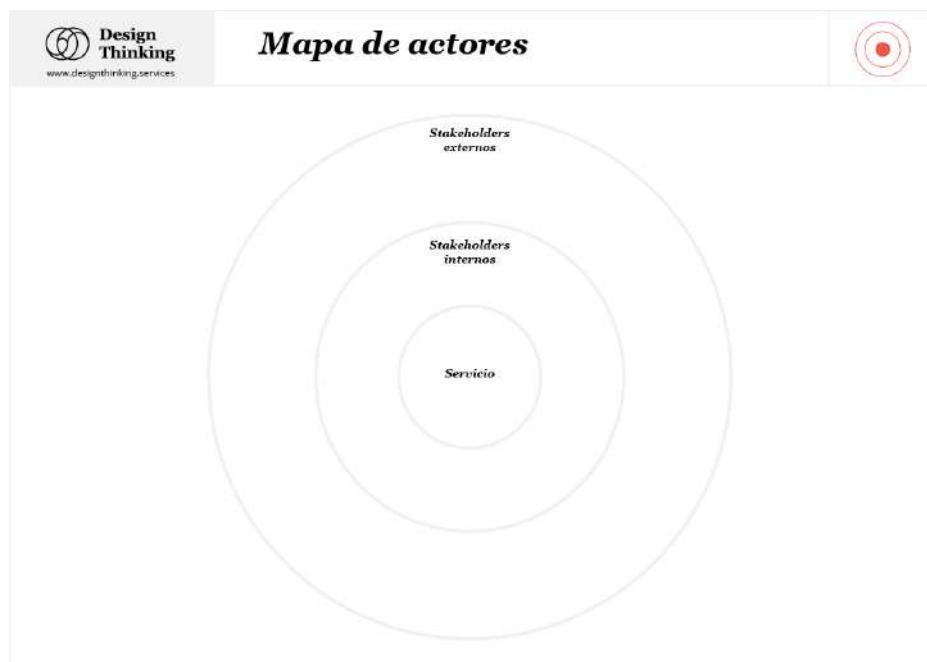 Design
Thinking
www.designthinking.services
Mapa de actores
Stakeholders
externos
Stakeholders
internos
Servicio